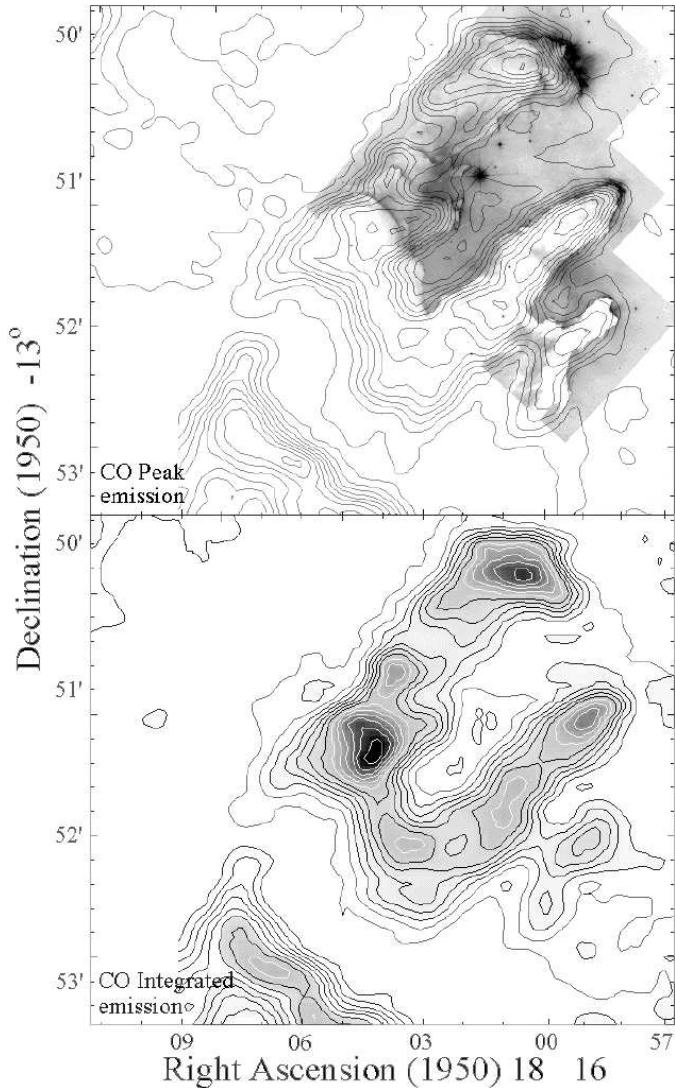 50'
51'
52'
53'
CO Peak
emission
50'
51'
52'
53'
CO Integrated
emission
Declination (1950) -13°
09 06 03 00 57
Right Ascension (1950) 18 16